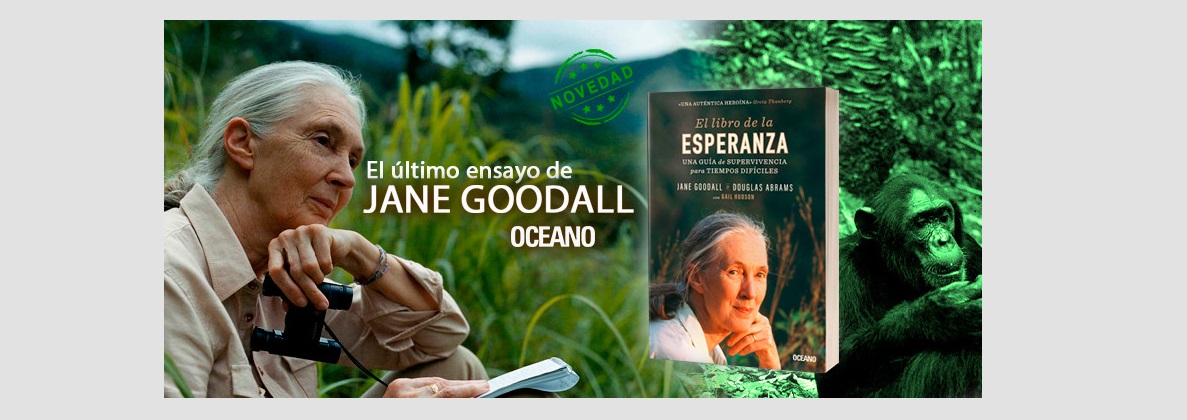 El último ensayo de
JANE GOODALL
OCEANO
NOVEDAD
«UNA AUTÉNTICA HEROÍNA» Greta Thunberg
El libro de la
ESPERANZA
UNA GUÍA de SUPERVIVENCIA
para TIEMPOS DIFÍCILES
JANE GOODALL & DOUGLAS ABRAMS
con GAIL HUDSON
OCEANO